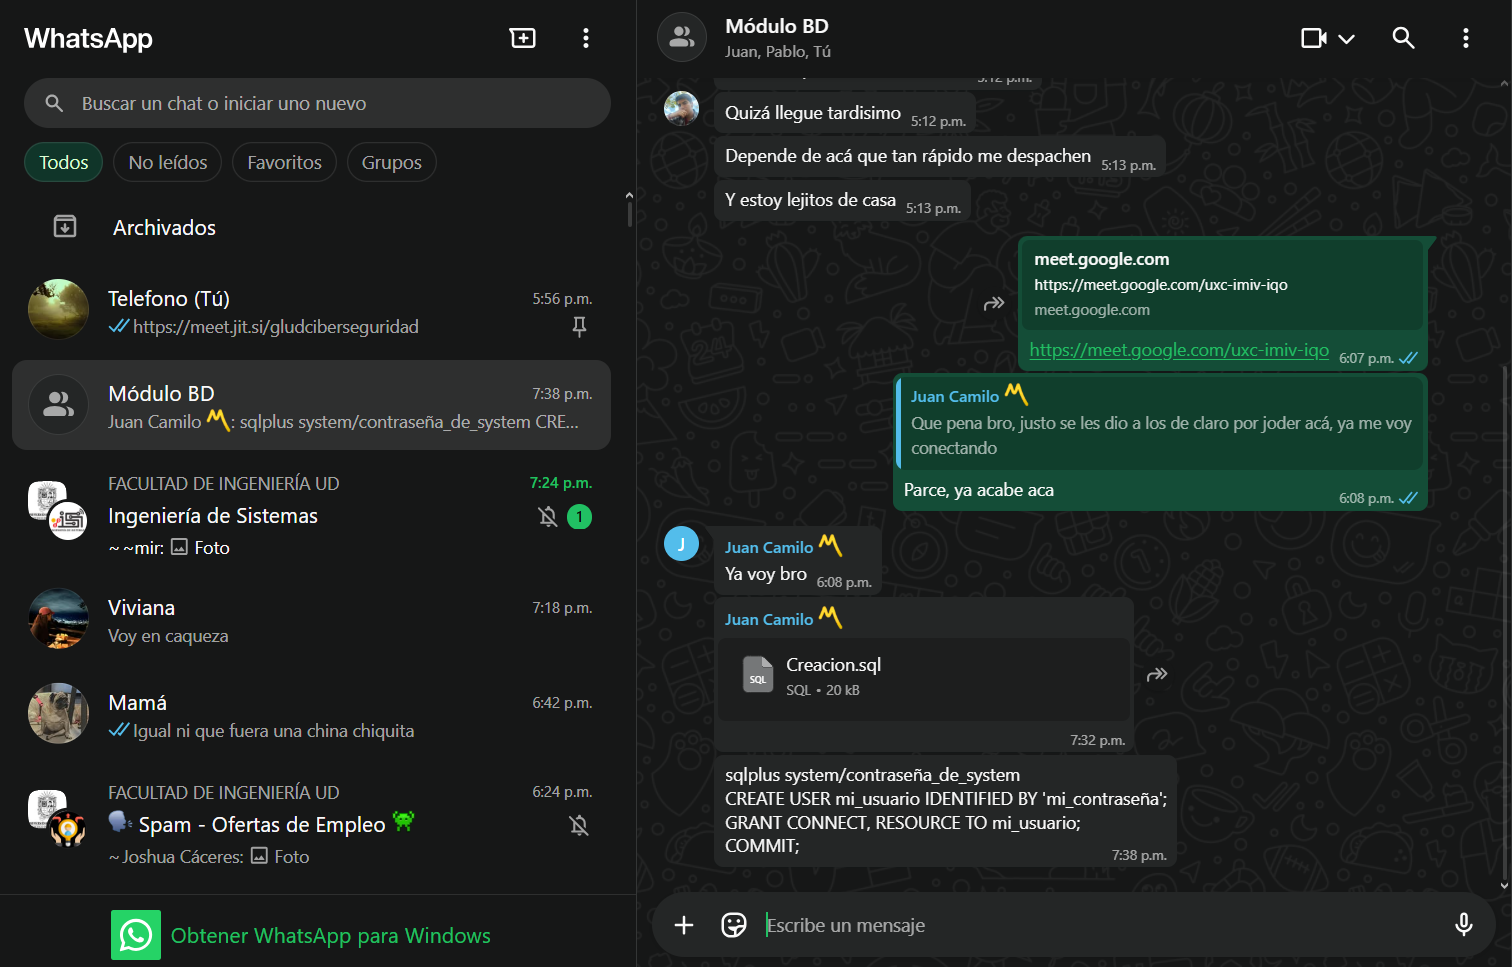 WhatsApp
Buscar un chat o iniciar uno nuevo
Todos
No leídos
Favoritos
Grupos
Archivados
Telefono (Tú)
5:56 p.m.
https://meet.jit.si/gludciberseguridad
Módulo BD
7:38 p.m.
Juan Camilo 〽️: sqlplus system/contraseña_de_system CRE...
FACULTAD DE INGENIERÍA UD
7:24 p.m.
Ingeniería de Sistemas
1
~ ~mir: Foto
Viviana
7:18 p.m.
Voy en caqueza
Mamá
6:42 p.m.
Igual ni que fuera una china chiquita
FACULTAD DE INGENIERÍA UD
6:24 p.m.
🗣️ Spam - Ofertas de Empleo 👾
~ Joshua Cáceres: Foto
Obtener WhatsApp para Windows
Módulo BD
Juan, Pablo, Tú
5:12 p.m.
Quizá llegue tardisimo
5:12 p.m.
Depende de acá que tan rápido me despachen
5:13 p.m.
Y estoy lejitos de casa
5:13 p.m.
meet.google.com
https://meet.google.com/uxc-imiv-iqo
meet.google.com
https://meet.google.com/uxc-imiv-iqo
6:07 p.m.
Juan Camilo 〽️
Que pena bro, justo se les dio a los de claro por joder acá, ya me voy
conectando
Parce, ya acabe aca
6:08 p.m.
J
Juan Camilo 〽️
Ya voy bro
6:08 p.m.
Juan Camilo 〽️
SQL
Creacion.sql
SQL • 20 kB
7:32 p.m.
sqlplus system/contraseña_de_system
CREATE USER mi_usuario IDENTIFIED BY 'mi_contraseña';
GRANT CONNECT, RESOURCE TO mi_usuario;
COMMIT;
7:38 p.m.
Escribe un mensaje